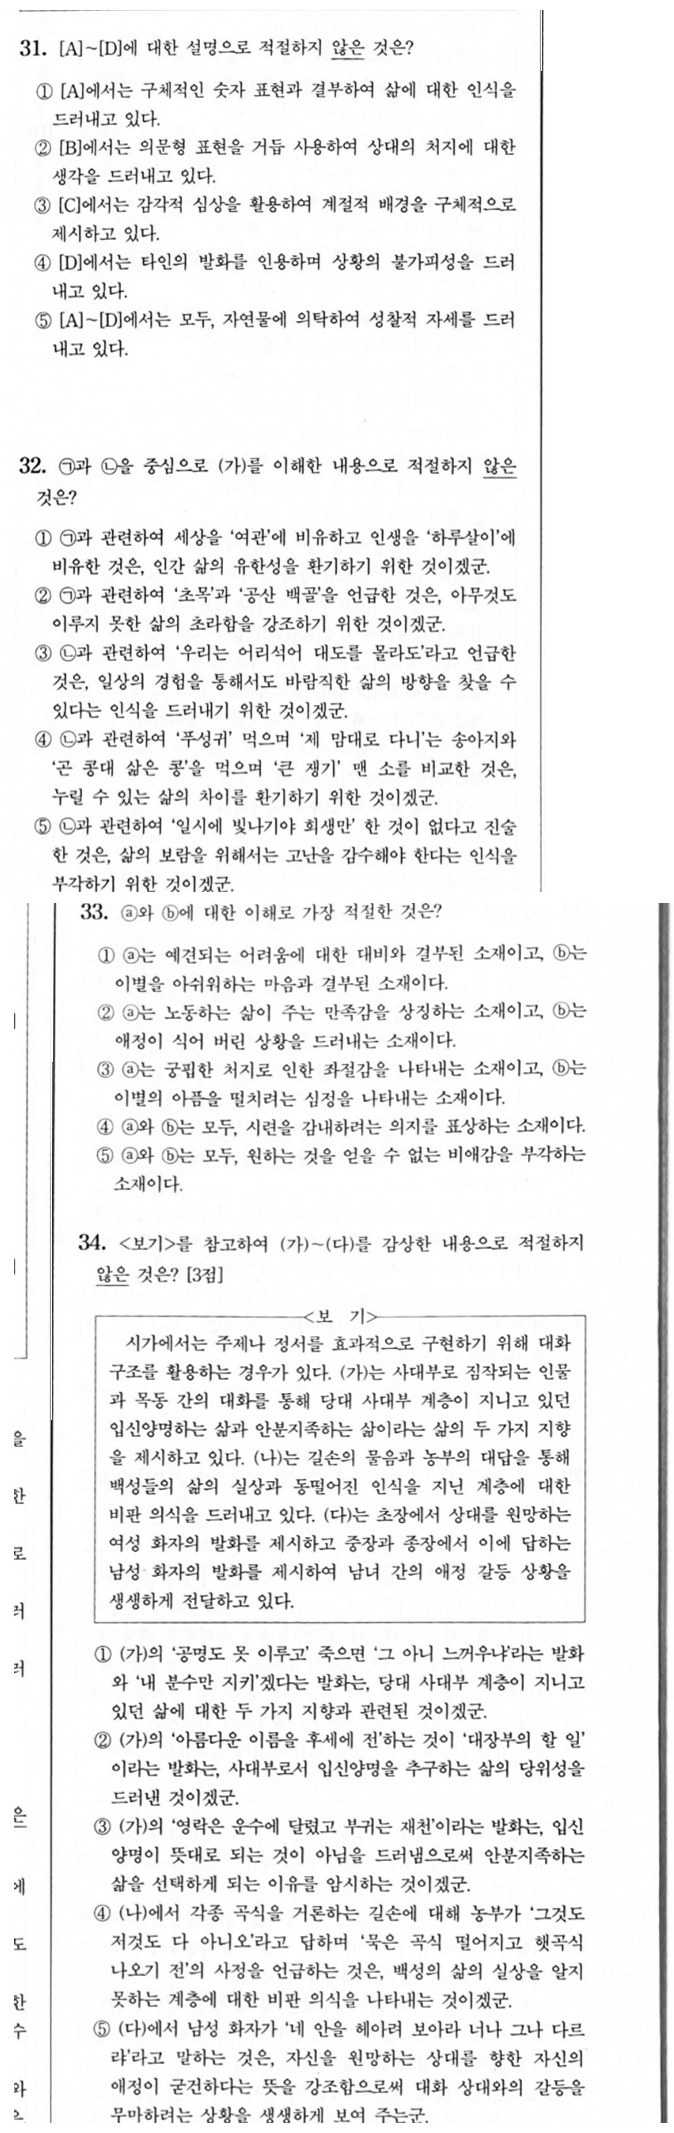 31. [A]~[D]에 대한 설명으로 적절하지 않은 것은?
① [A]에서는 구체적인 숫자 표현과 결부하여 삶에 대한 인식을
드러내고 있다.
② [B]에서는 의문형 표현을 거듭 사용하여 상대의 처지에 대한
생각을 드러내고 있다.
③ [C]에서는 감각적 심상을 활용하여 계절적 배경을 구체적으로
제시하고 있다.
④ [D]에서는 타인의 발화를 인용하며 상황의 불가피성을 드러
내고 있다.
⑤ [A]~[D]에서는 모두, 자연물에 의탁하여 성찰적 자세를 드러
내고 있다.
32. ㉠과 ㉡을 중심으로 (가)를 이해한 내용으로 적절하지 않은
것은?
① ㉠과 관련하여 세상을 ‘여관’에 비유하고 인생을 ‘하루살이’에
비유한 것은, 인간 삶의 유한성을 환기하기 위한 것이겠군.
② ㉠과 관련하여 ‘초목’과 ‘공산 백골’을 언급한 것은, 아무것도
이루지 못한 삶의 초라함을 강조하기 위한 것이겠군.
③ ㉡과 관련하여 ‘우리는 어리석어 대도를 몰라도’라고 언급한
것은, 일상의 경험을 통해서도 바람직한 삶의 방향을 찾을 수
있다는 인식을 드러내기 위한 것이겠군.
④ ㉡과 관련하여 ‘푸성귀’ 먹으며 ‘제 맘대로 다니’는 송아지와
‘곤 콩대 삶은 콩’을 먹으며 ‘큰 쟁기’ 맨 소를 비교한 것은,
누릴 수 있는 삶의 차이를 환기하기 위한 것이겠군.
⑤ ㉡과 관련하여 ‘일시에 빛나기야 희생만’ 한 것이 없다고 진술
한 것은, 삶의 보람을 위해서는 고난을 감수해야 한다는 인식을
부각하기 위한 것이겠군.
33. ⓐ와 ⓑ에 대한 이해로 가장 적절한 것은?
① ⓐ는 예견되는 어려움에 대한 대비와 결부된 소재이고, ⓑ는
이별을 아쉬워하는 마음과 결부된 소재이다.
② ⓐ는 노동하는 삶이 주는 만족감을 상징하는 소재이고, ⓑ는
애정이 식어 버린 상황을 드러내는 소재이다.
③ ⓐ는 궁핍한 처지로 인한 좌절감을 나타내는 소재이고, ⓑ는
이별의 아픔을 떨치려는 심정을 나타내는 소재이다.
④ ⓐ와 ⓑ는 모두, 시련을 감내하려는 의지를 표상하는 소재이다.
⑤ ⓐ와 ⓑ는 모두, 원하는 것을 얻을 수 없는 비애감을 부각하는
소재이다.
34. <보기>를 참고하여 (가)~(다)를 감상한 내용으로 적절하지
않은 것은? [3점]
<보 기>
시가에서는 주제나 정서를 효과적으로 구현하기 위해 대화
구조를 활용하는 경우가 있다. (가)는 사대부로 짐작되는 인물
과 목동 간의 대화를 통해 당대 사대부 계층이 지니고 있던
입신양명하는 삶과 안분지족하는 삶이라는 삶의 두 가지 지향
을 제시하고 있다. (나)는 길손의 물음과 농부의 대답을 통해
백성들의 삶의 실상과 동떨어진 인식을 지닌 계층에 대한
비판 의식을 드러내고 있다. (다)는 초장에서 상대를 원망하는
여성 화자의 발화를 제시하고 중장과 종장에서 이에 답하는
남성 화자의 발화를 제시하여 남녀 간의 애정 갈등 상황을
생생하게 전달하고 있다.
① (가)의 ‘공명도 못 이루고’ 죽으면 ‘그 아니 느꺼우냐’라는 발화
와 ‘내 분수만 지키’겠다는 발화는, 당대 사대부 계층이 지니고
있던 삶에 대한 두 가지 지향과 관련된 것이겠군.
② (가)의 ‘아름다운 이름을 후세에 전’하는 것이 ‘대장부의 할 일’
이라는 발화는, 사대부로서 입신양명을 추구하는 삶의 당위성을
드러낸 것이겠군.
③ (가)의 ‘영락은 운수에 달렸고 부귀는 재천’이라는 발화는, 입신
양명이 뜻대로 되는 것이 아님을 드러냄으로써 안분지족하는
삶을 선택하게 되는 이유를 암시하는 것이겠군.
④ (나)에서 각종 곡식을 거론하는 길손에 대해 농부가 ‘그것도
저것도 다 아니오’라고 답하며 ‘묵은 곡식 떨어지고 햇곡식
나오기 전’의 사정을 언급하는 것은, 백성의 삶의 실상을 알지
못하는 계층에 대한 비판 의식을 나타내는 것이겠군.
⑤ (다)에서 남성 화자가 ‘네 안을 헤아려 보아라 너나 그나 다르
랴’라고 말하는 것은, 자신을 원망하는 상대를 향한 자신의
애정이 굳건하다는 뜻을 강조함으로써 대화 상대와의 갈등을
무마하려는 상황을 생생하게 보여 주는군.